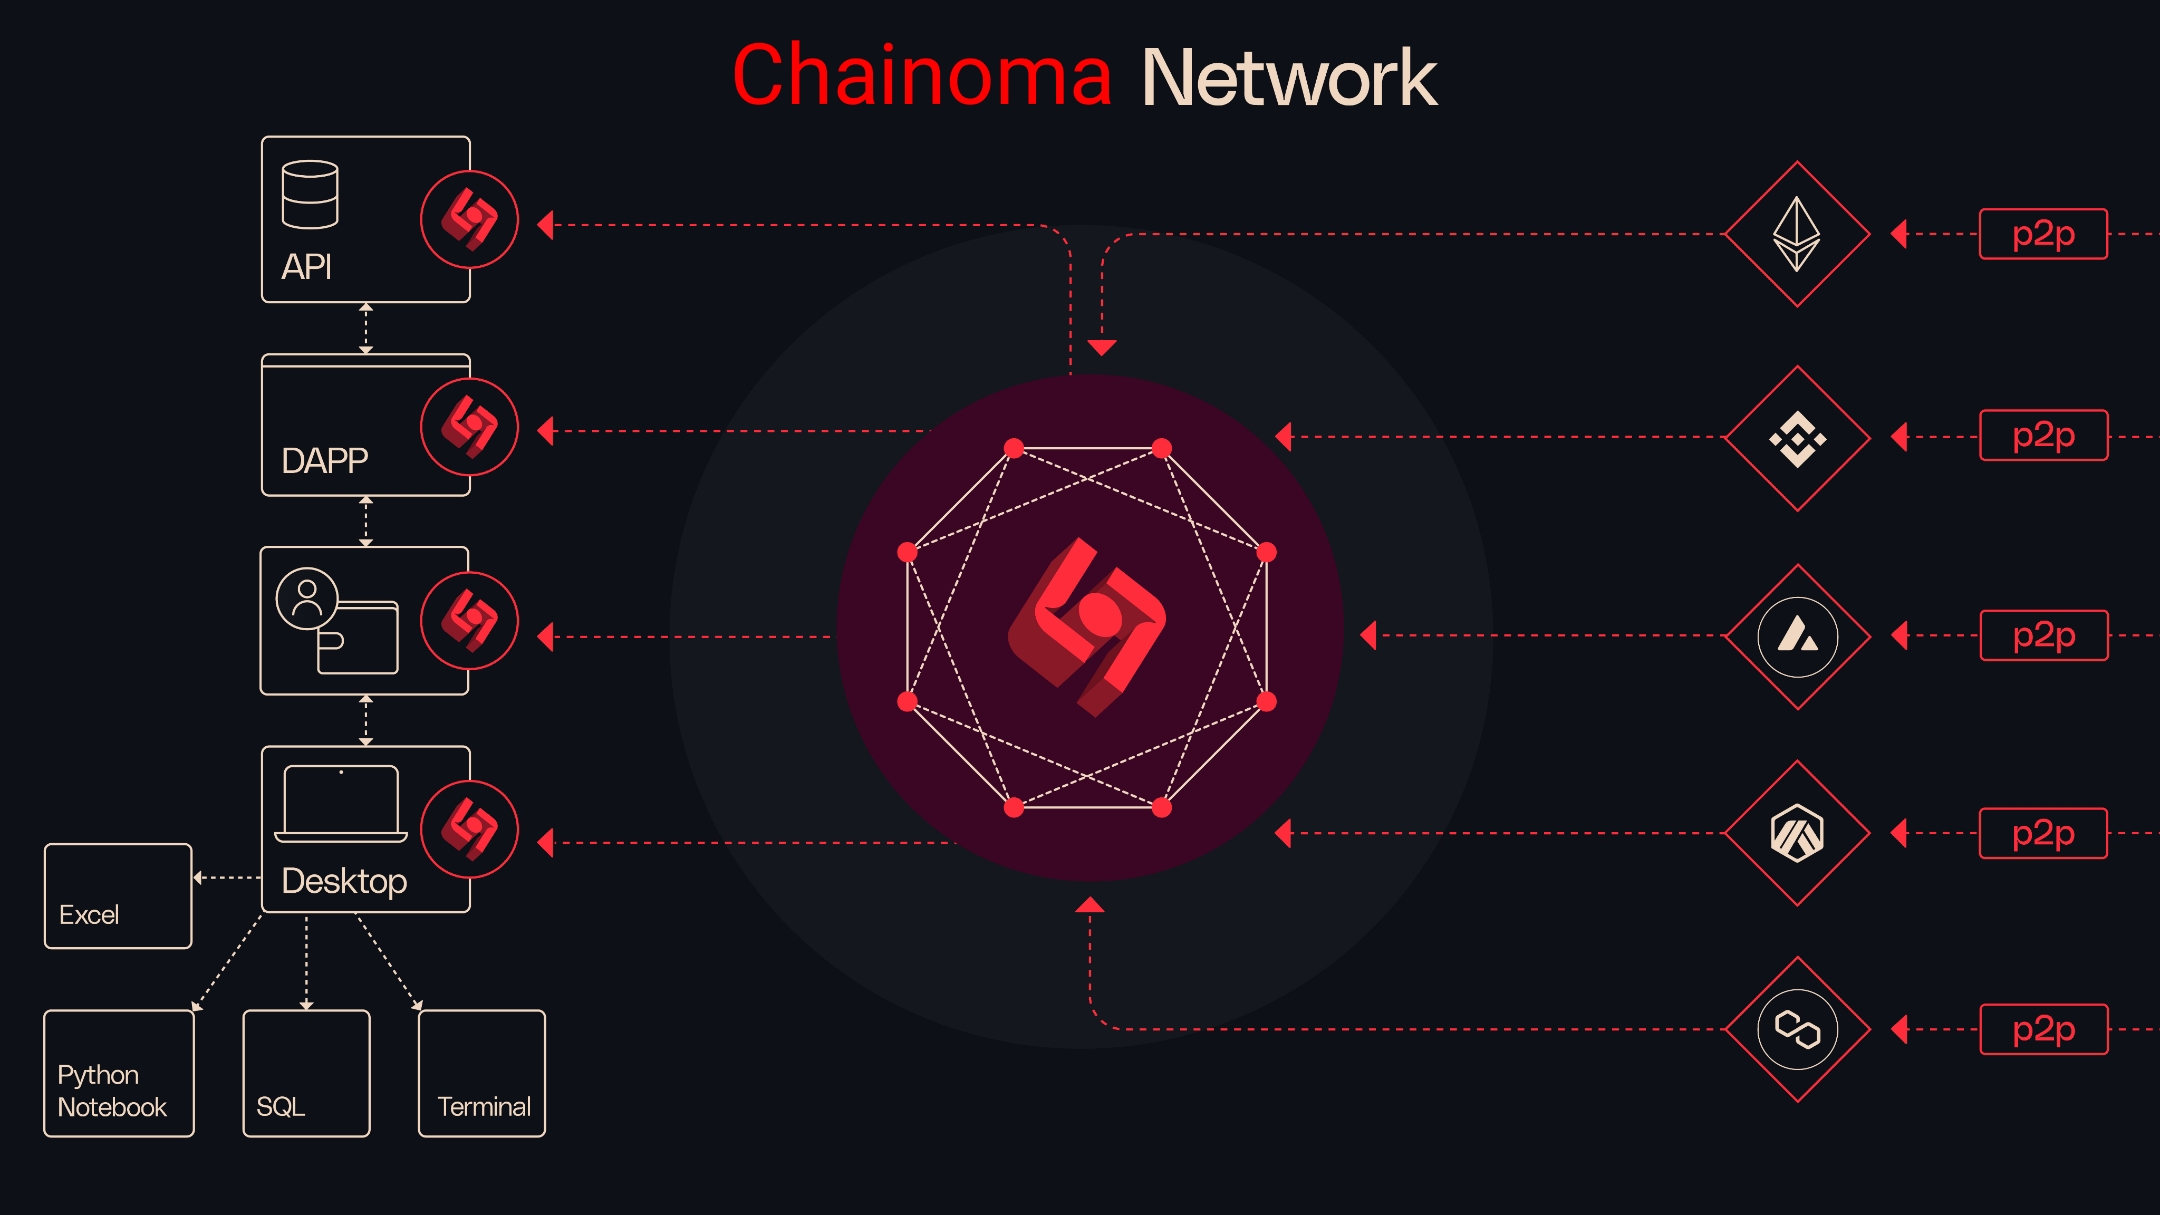 Chainoma Network
API
p2p
DAPP
p2p
p2p
Desktop
p2p
Excel
p2p
Python
Notebook
SQL
Terminal